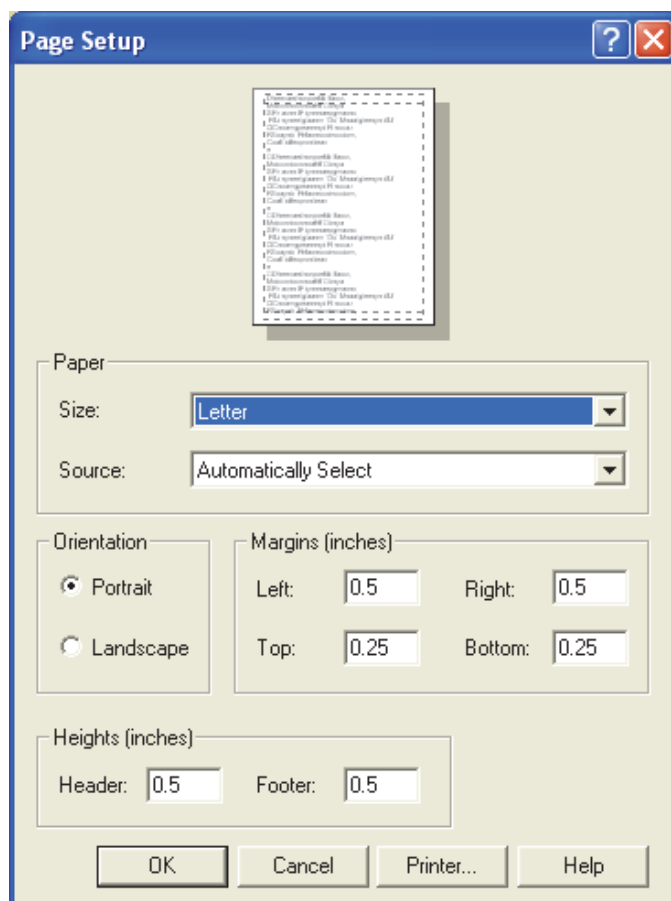 Page Setup
Paper
Size: Letter
Source: Automatically Select
Orientation
Portrait
Landscape
Margins (inches)
Left: 0.5 Right: 0.5
Top: 0.25 Bottom: 0.25
Heights (inches)
Header: 0.5 Footer: 0.5
OK Cancel Printer... Help